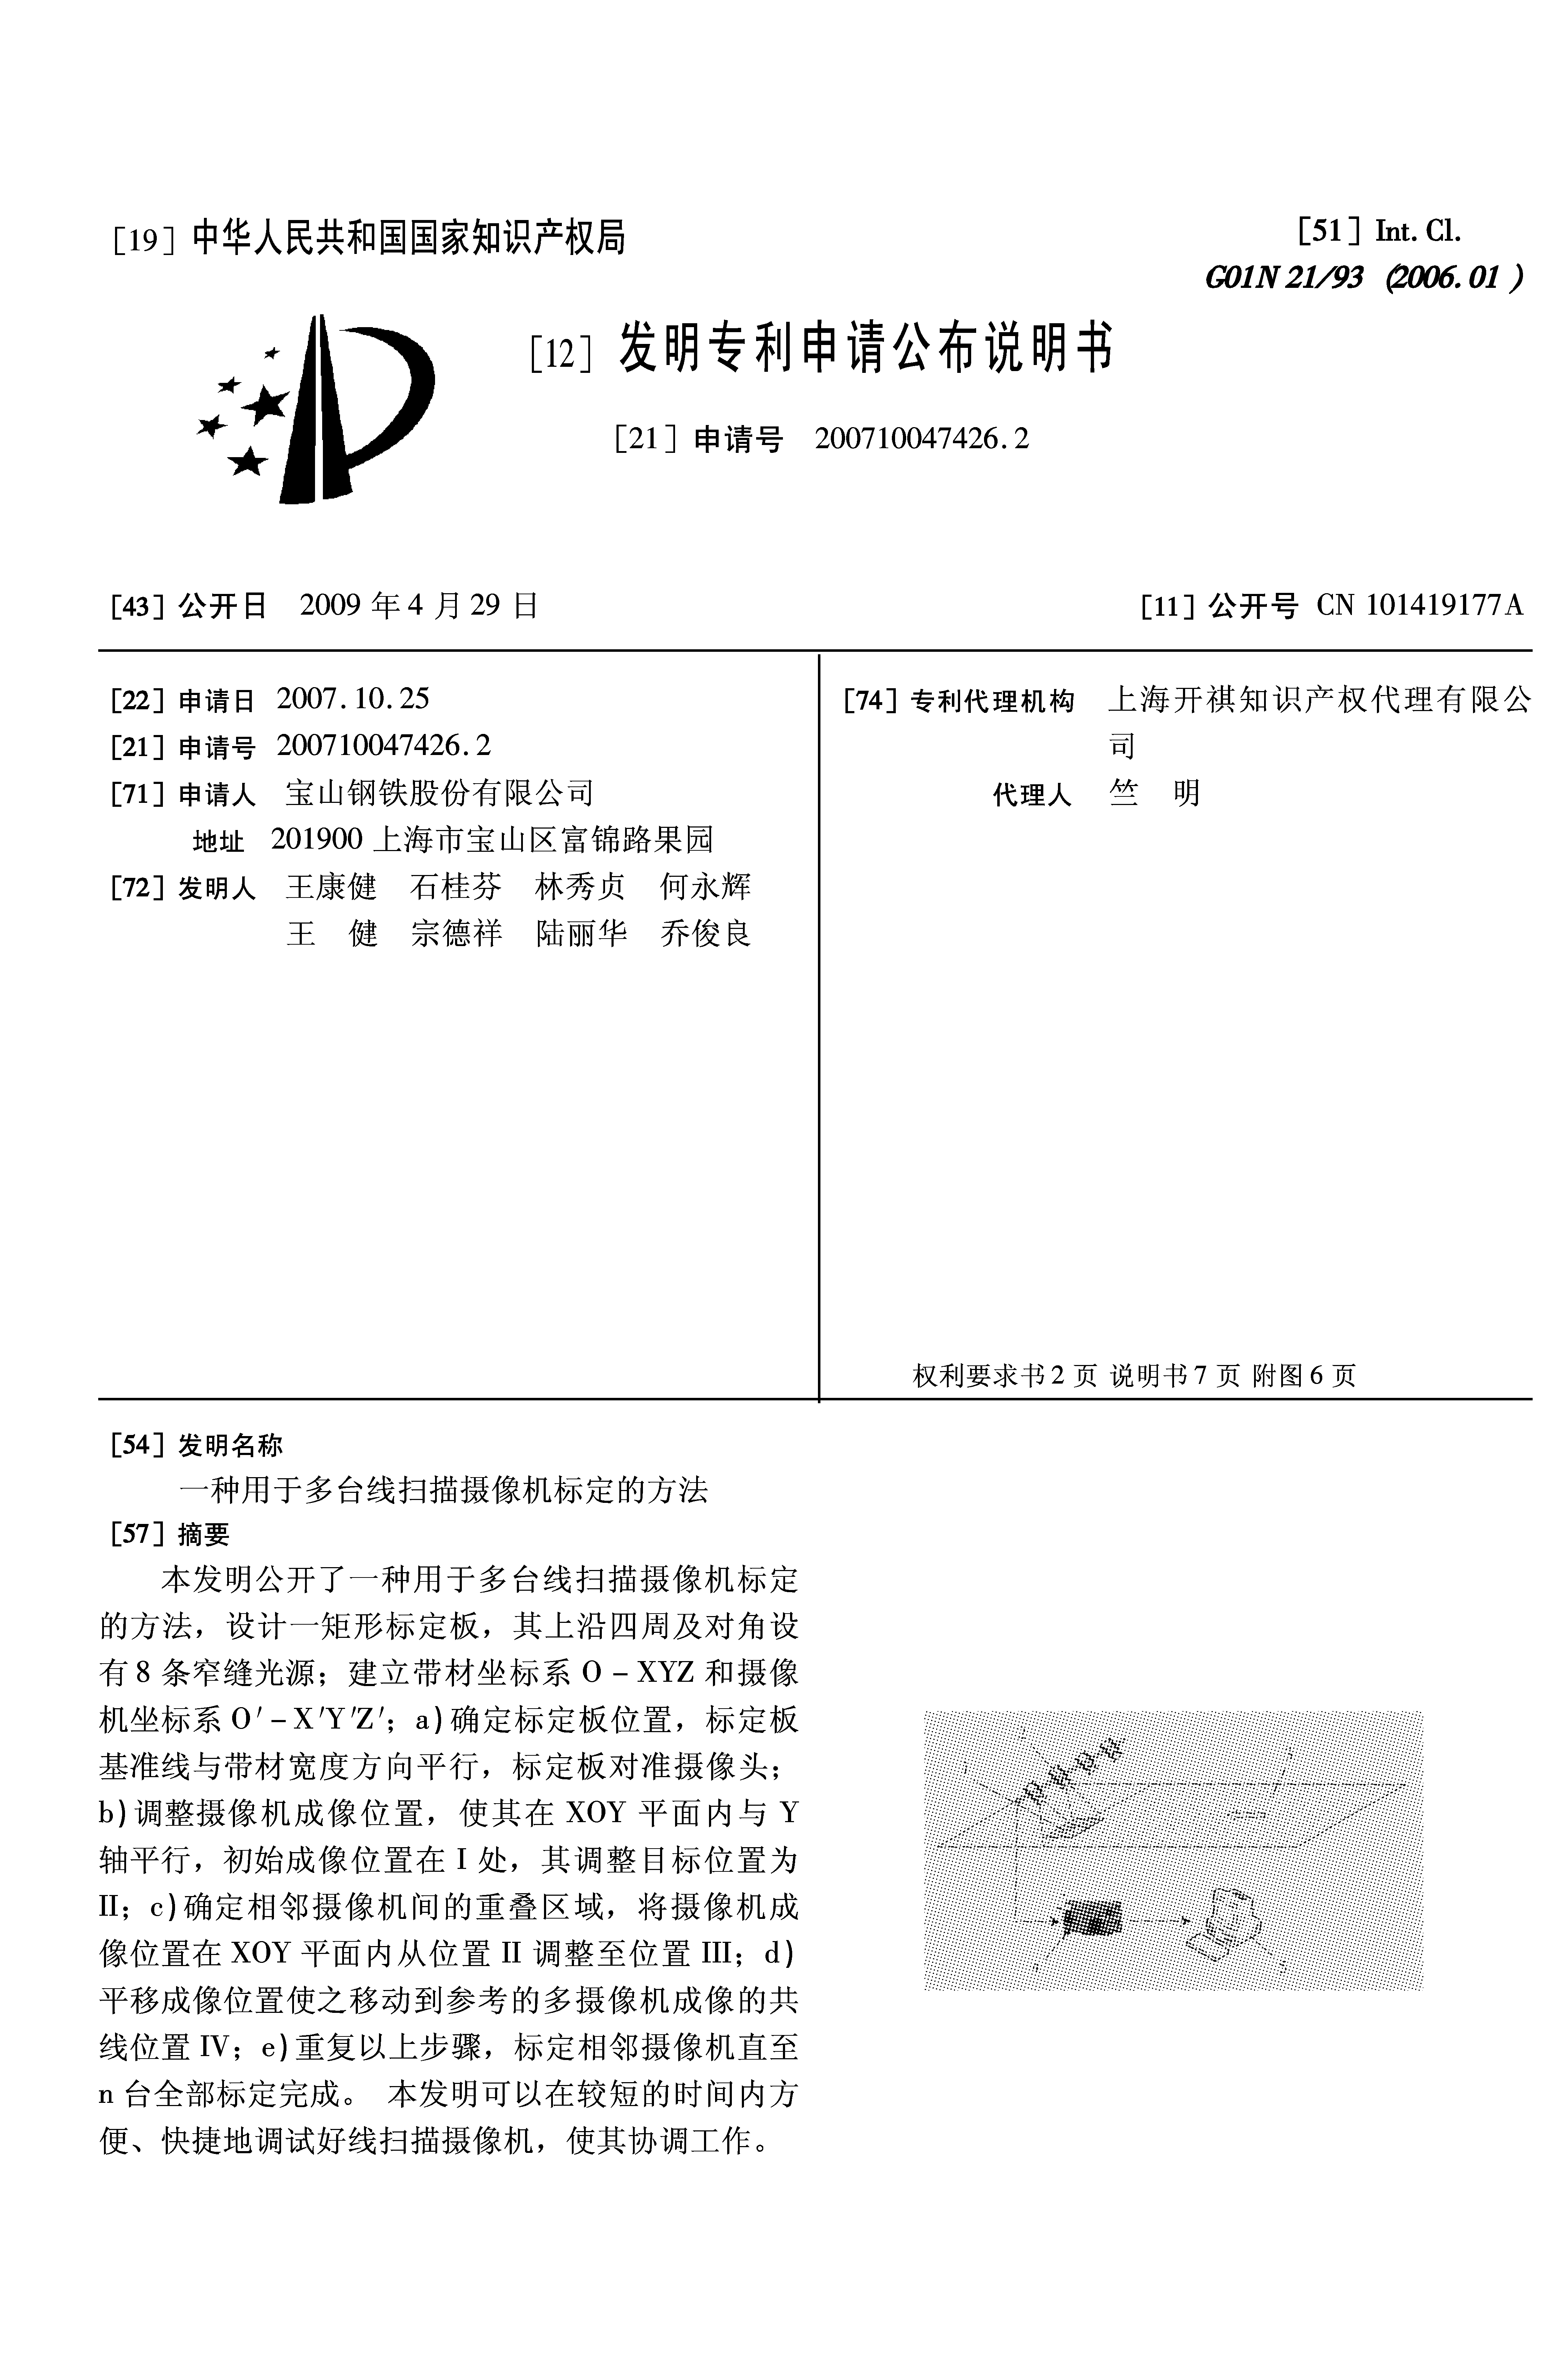 [19] 中华人民共和国国家知识产权局
[51] Int. Cl.
G01N 21/93 (2006.01)
[12] 发明专利申请公布说明书
[21] 申请号 200710047426.2
[43] 公开日 2009 年 4 月 29 日
[11] 公开号 CN 101419177A
[22] 申请日 2007.10.25
[21] 申请号 200710047426.2
[71] 申请人 宝山钢铁股份有限公司
地址 201900 上海市宝山区富锦路果园
[72] 发明人 王康健 石桂芬 林秀贞 何永辉
王 健 宗德祥 陆丽华 乔俊良
[74] 专利代理机构 上海开祺知识产权代理有限公
司
代理人 竺 明
权利要求书 2 页 说明书 7 页 附图 6 页
[54] 发明名称
一种用于多台线扫描摄像机标定的方法
[57] 摘要
本发明公开了一种用于多台线扫描摄像机标定
的方法，设计一矩形标定板，其上沿四周及对角设
有 8 条窄缝光源；建立带材坐标系 O－XYZ 和摄像
机坐标系 O′－X′Y′Z′；a)确定标定板位置，标定板
基准线与带材宽度方向平行，标定板对准摄像头；
b)调整摄像机成像位置，使其在 XOY 平面内与 Y
轴平行，初始成像位置在 I 处，其调整目标位置为
II；c)确定相邻摄像机间的重叠区域，将摄像机成
像位置在 XOY 平面内从位置 II 调整至位置 III；d)
平移成像位置使之移动到参考的多摄像机成像的共
线位置 IV；e)重复以上步骤，标定相邻摄像机直至
n 台全部标定完成。 本发明可以在较短的时间内方
便、快捷地调试好线扫描摄像机，使其协调工作。